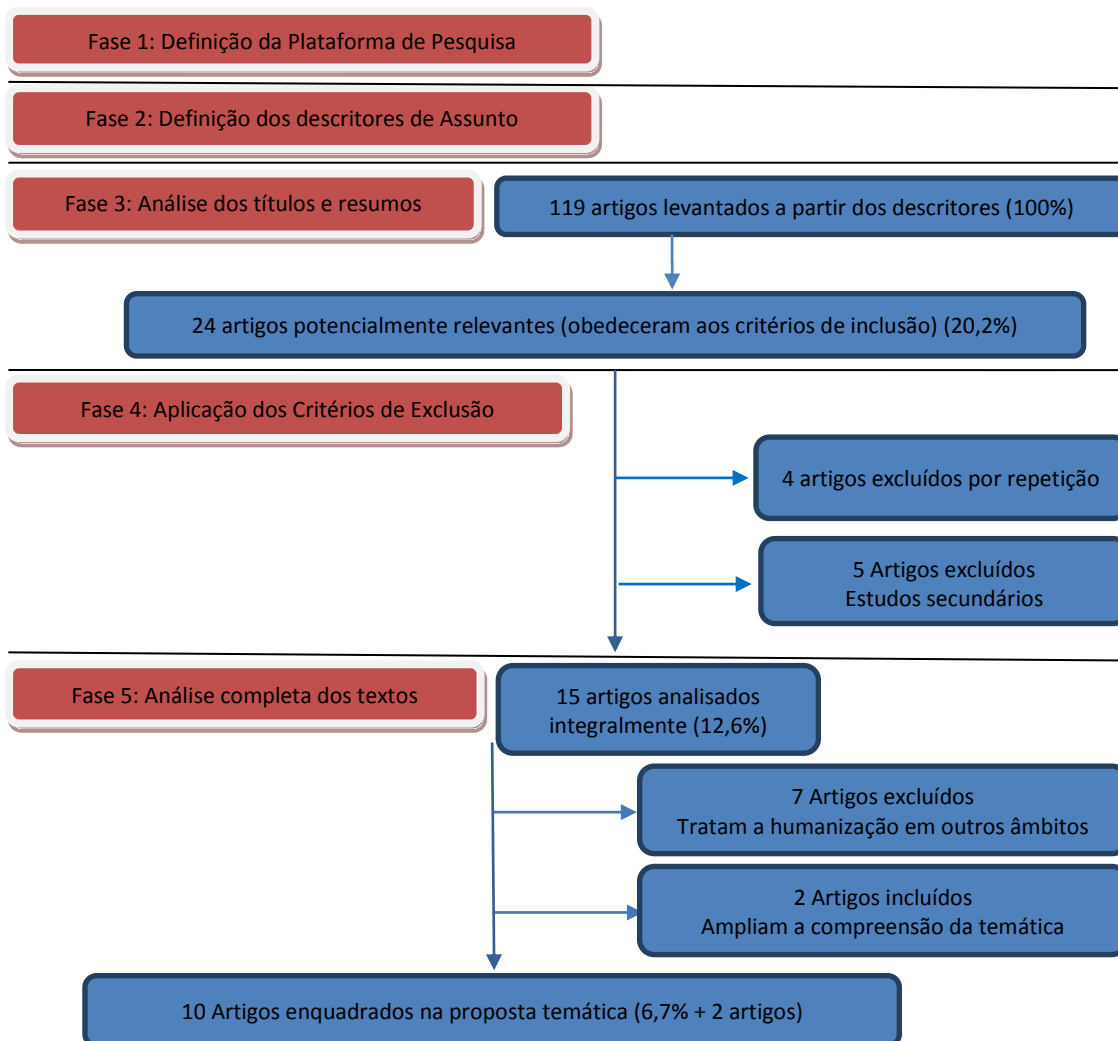 Fase 1: Definição da Plataforma de Pesquisa
Fase 2: Definição dos descritores de Assunto
Fase 3: Análise dos títulos e resumos
119 artigos levantados a partir dos descritores (100%)
24 artigos potencialmente relevantes (obedeceram aos critérios de inclusão) (20,2%)
Fase 4: Aplicação dos Critérios de Exclusão
4 artigos excluídos por repetição
5 Artigos excluídos
Estudos secundários
Fase 5: Análise completa dos textos
15 artigos analisados
integralmente (12,6%)
7 Artigos excluídos
Tratam a humanização em outros âmbitos
2 Artigos incluídos
Ampliam a compreensão da temática
10 Artigos enquadrados na proposta temática (6,7% + 2 artigos)